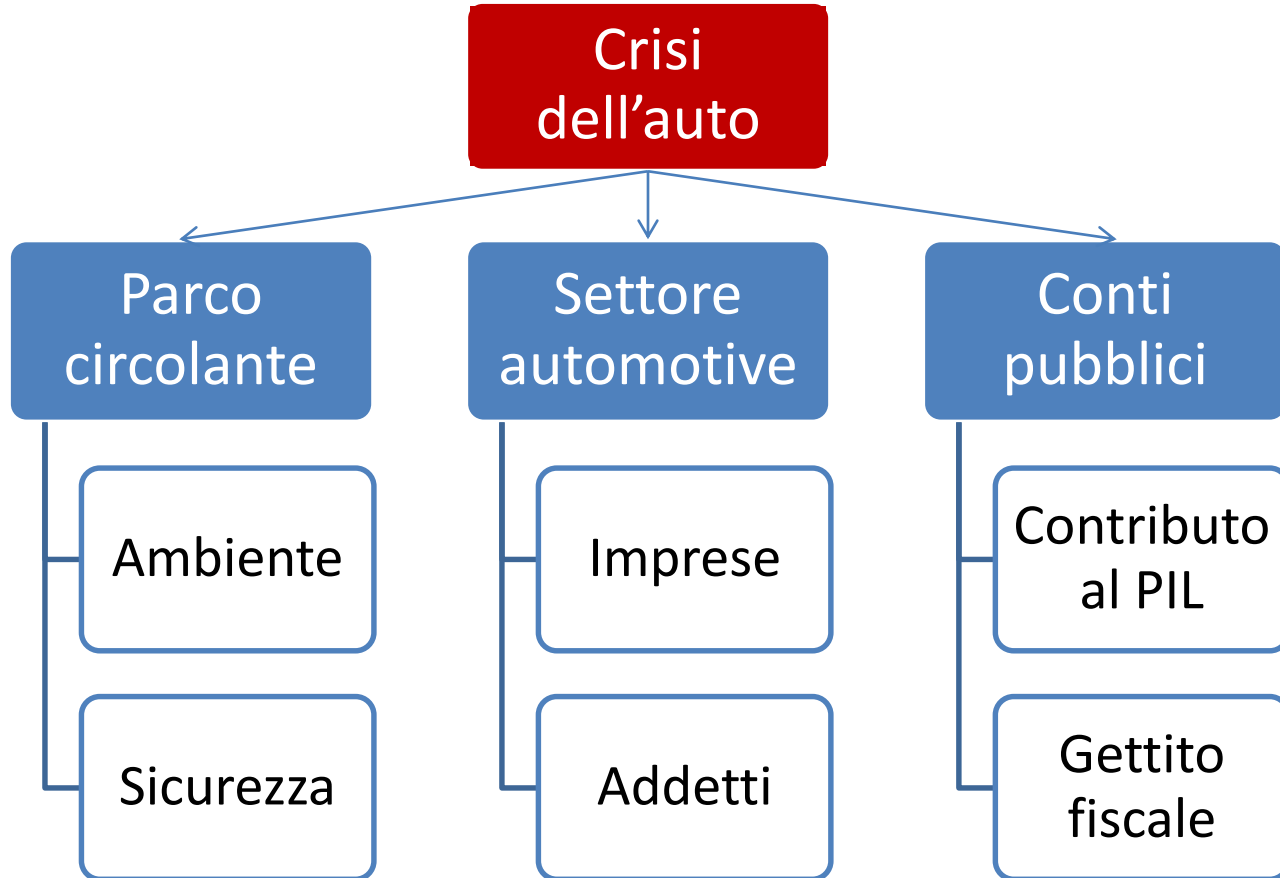 Crisi
dell’auto
Parco
circolante
Settore
automotive
Conti
pubblici
Ambiente
Imprese
Contributo
al PIL
Sicurezza
Addetti
Gettito
fiscale